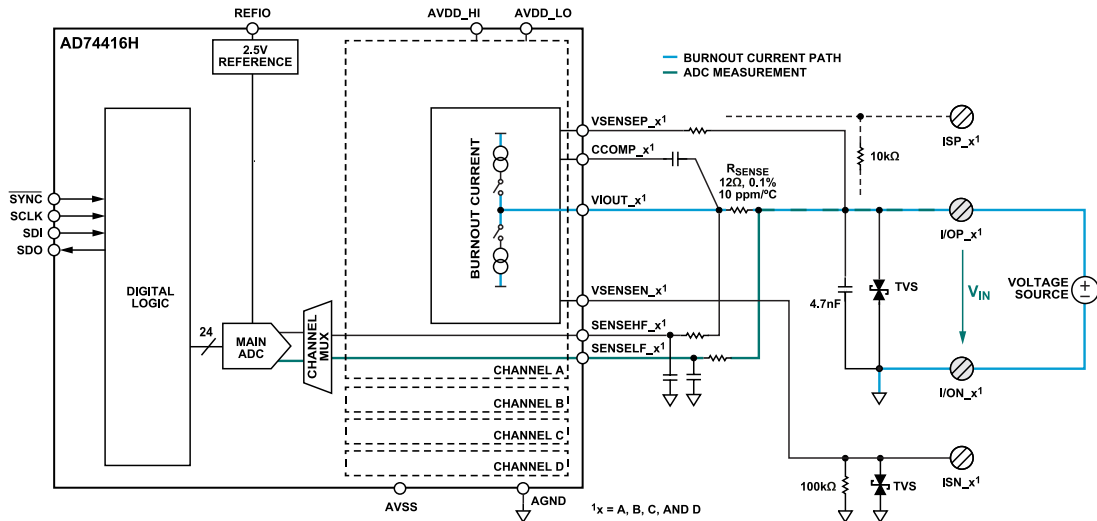 REFIO
AVDD_HI
AVDD_LO
AD74416H
2.5V
REFERENCE
BURNOUT CURRENT PATH
ADC MEASUREMENT
VSENSEP_x¹
ISP_x¹
BURNOUT CURRENT
CCOMP_x¹
10kΩ
RSENSE
12Ω, 0.1%
10 ppm/ºC
SYNC
SCLK
SDI
SDO
VIOUT_x¹
I/OP_x¹
DIGITAL
LOGIC
VSENSEN_x¹
4.7nF
TVS
VIN
VOLTAGE
SOURCE
24
MAIN
ADC
CHANNEL
MUX
SENSEHF_x¹
SENSELF_x¹
CHANNEL A
I/ON_x¹
CHANNEL B
CHANNEL C
CHANNEL D
ISN_x¹
100kΩ
TVS
AVSS
AGND
¹x = A, B, C, AND D